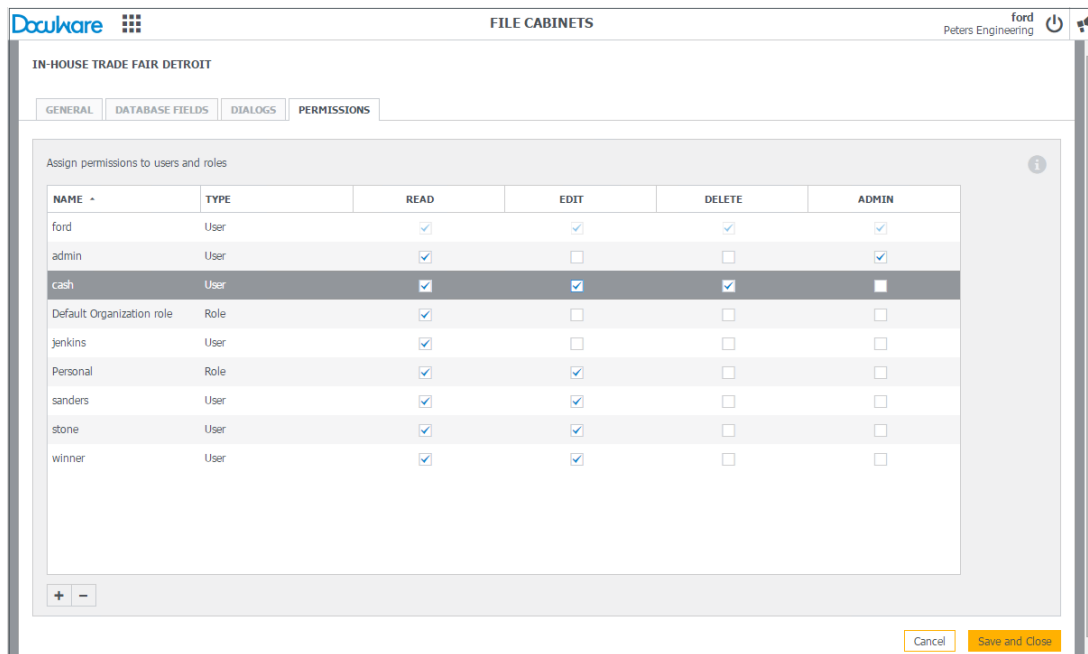 DocuWare FILE CABINETS ford
Peters Engineering
IN-HOUSE TRADE FAIR DETROIT
GENERAL DATABASE FIELDS DIALOGS PERMISSIONS
Assign permissions to users and roles
NAME TYPE READ EDIT DELETE ADMIN
ford User
admin User
cash User
Default Organization role Role
jenkins User
Personal Role
sanders User
stone User
winner User
Cancel Save and Close